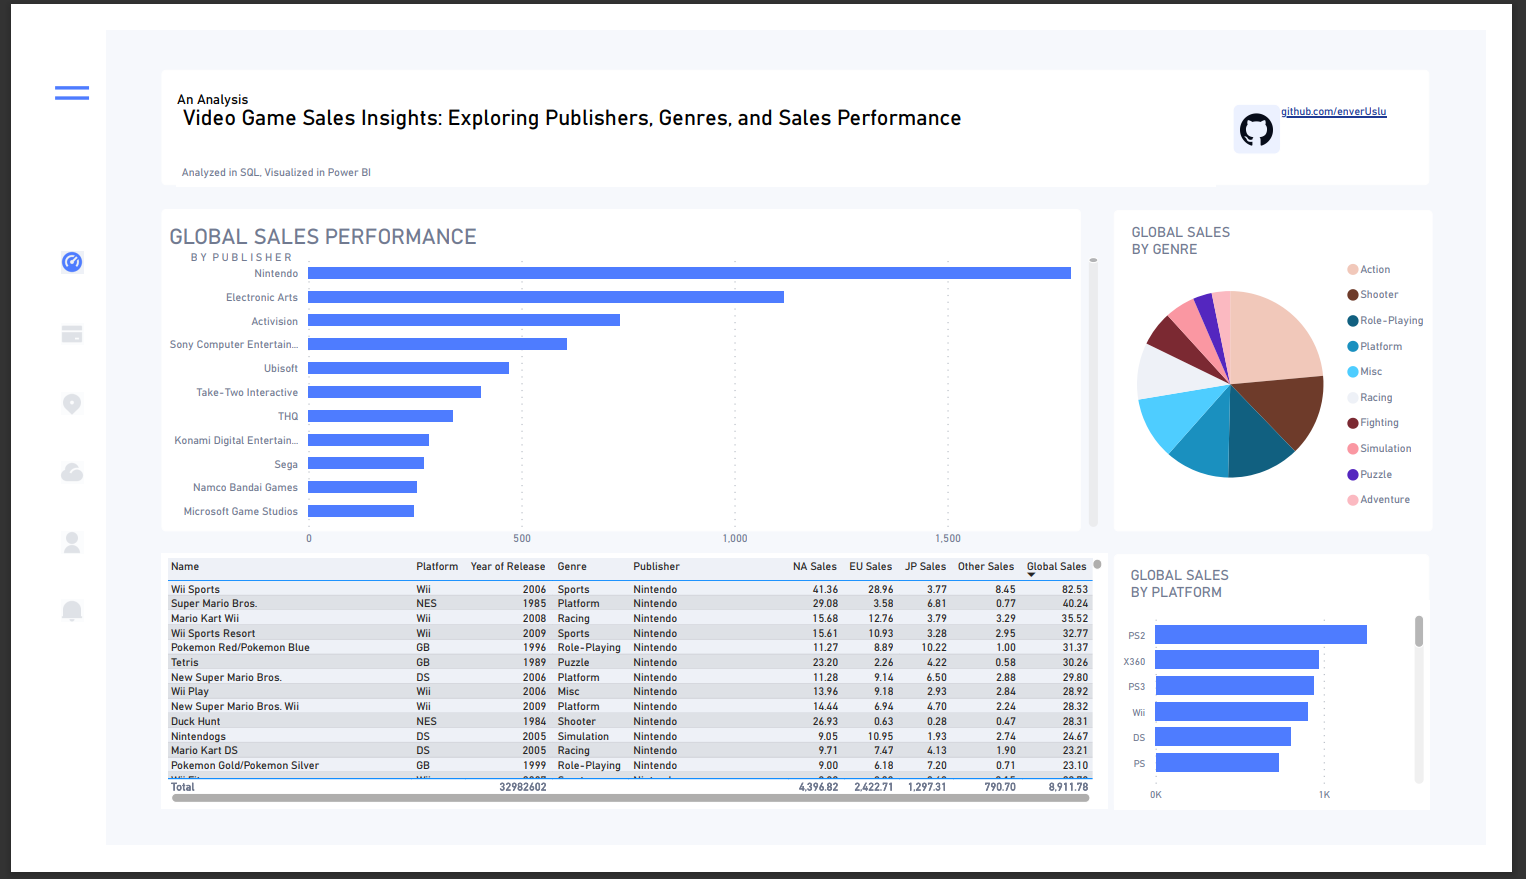 An Analysis
Video Game Sales Insights: Exploring Publishers, Genres, and Sales Performance
github.com/enverUslu
Analyzed in SQL, Visualized in Power BI
GLOBAL SALES PERFORMANCE
BY PUBLISHER
Nintendo
Electronic Arts
Activision
Sony Computer Entertain...
Ubisoft
Take-Two Interactive
THQ
Konami Digital Entertain...
Sega
Namco Bandai Games
Microsoft Game Studios
0 500 1,000 1,500
GLOBAL SALES
BY GENRE
Action
Shooter
Role-Playing
Platform
Misc
Racing
Fighting
Simulation
Puzzle
Adventure
Name Platform Year of Release Genre Publisher NA Sales EU Sales JP Sales Other Sales Global Sales
Wii Sports Wii 2006 Sports Nintendo 41.36 28.96 3.77 8.45 82.53
Super Mario Bros. NES 1985 Platform Nintendo 29.08 3.58 6.81 0.77 40.24
Mario Kart Wii Wii 2008 Racing Nintendo 15.68 12.76 3.79 3.29 35.52
Wii Sports Resort Wii 2009 Sports Nintendo 15.61 10.93 3.28 2.95 32.77
Pokemon Red/Pokemon Blue GB 1996 Role-Playing Nintendo 11.27 8.89 10.22 1.00 31.37
Tetris GB 1989 Puzzle Nintendo 23.20 2.26 4.22 0.58 30.26
New Super Mario Bros. DS 2006 Platform Nintendo 11.28 9.14 6.50 2.88 29.80
Wii Play Wii 2006 Misc Nintendo 13.96 9.18 2.93 2.84 28.92
New Super Mario Bros. Wii Wii 2009 Platform Nintendo 14.44 6.94 4.70 2.24 28.32
Duck Hunt NES 1984 Shooter Nintendo 26.93 0.63 0.28 0.47 28.31
Nintendogs DS 2005 Simulation Nintendo 9.05 10.95 1.93 2.74 24.67
Mario Kart DS DS 2005 Racing Nintendo 9.71 7.47 4.13 1.90 23.21
Pokemon Gold/Pokemon Silver GB 1999 Role-Playing Nintendo 9.00 6.18 7.20 0.71 23.10
Total 32982602 4,396.82 2,422.71 1,297.31 790.70 8,911.78
GLOBAL SALES
BY PLATFORM
PS2
X360
PS3
Wii
DS
PS
0K 1K